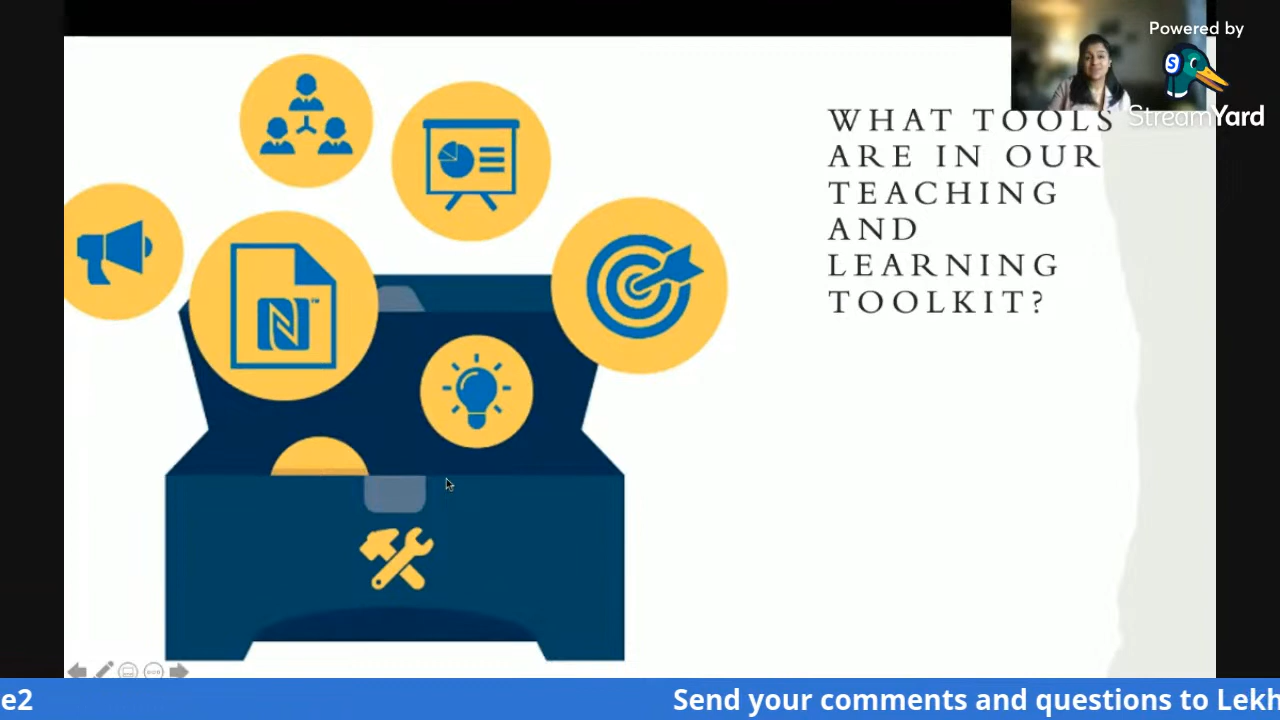 Powered by
S
StreamYard
WHAT TOOLS
ARE IN OUR
TEACHING
AND
LEARNING
TOOLKIT?
N™
e2
Send your comments and questions to Lekh